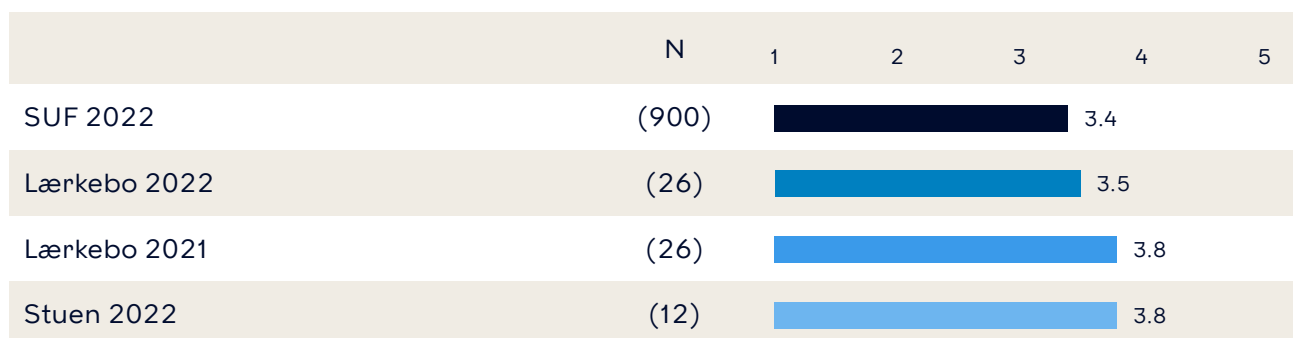 N 1 2 3 4 5
SUF 2022 (900) 3.4
Lærkebo 2022 (26) 3.5
Lærkebo 2021 (26) 3.8
Stuen 2022 (12) 3.8